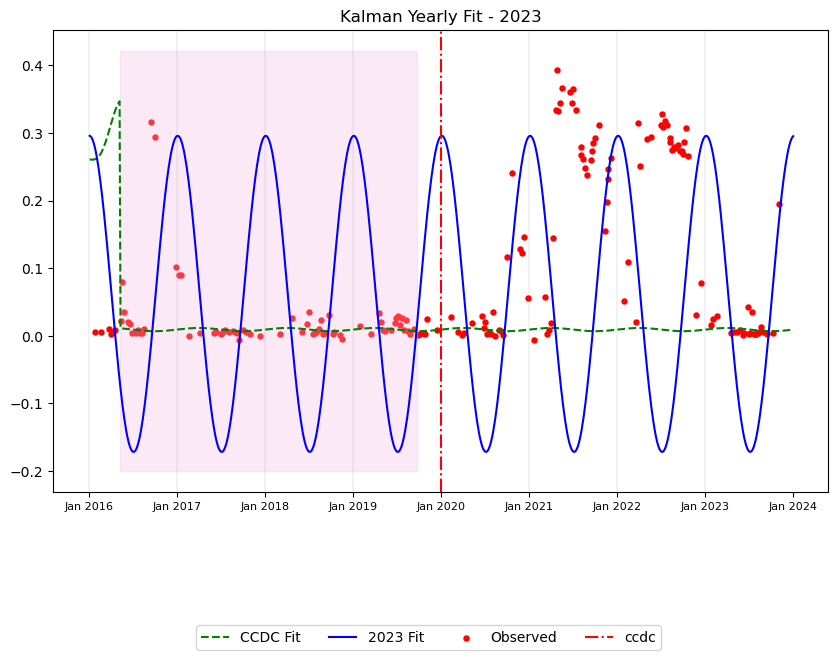 Kalman Yearly Fit - 2023
0.4
0.3
0.2
0.1
0.0
−0.1
−0.2
Jan 2016 Jan 2017 Jan 2018 Jan 2019 Jan 2020 Jan 2021 Jan 2022 Jan 2023 Jan 2024
CCDC Fit 2023 Fit Observed ccdc